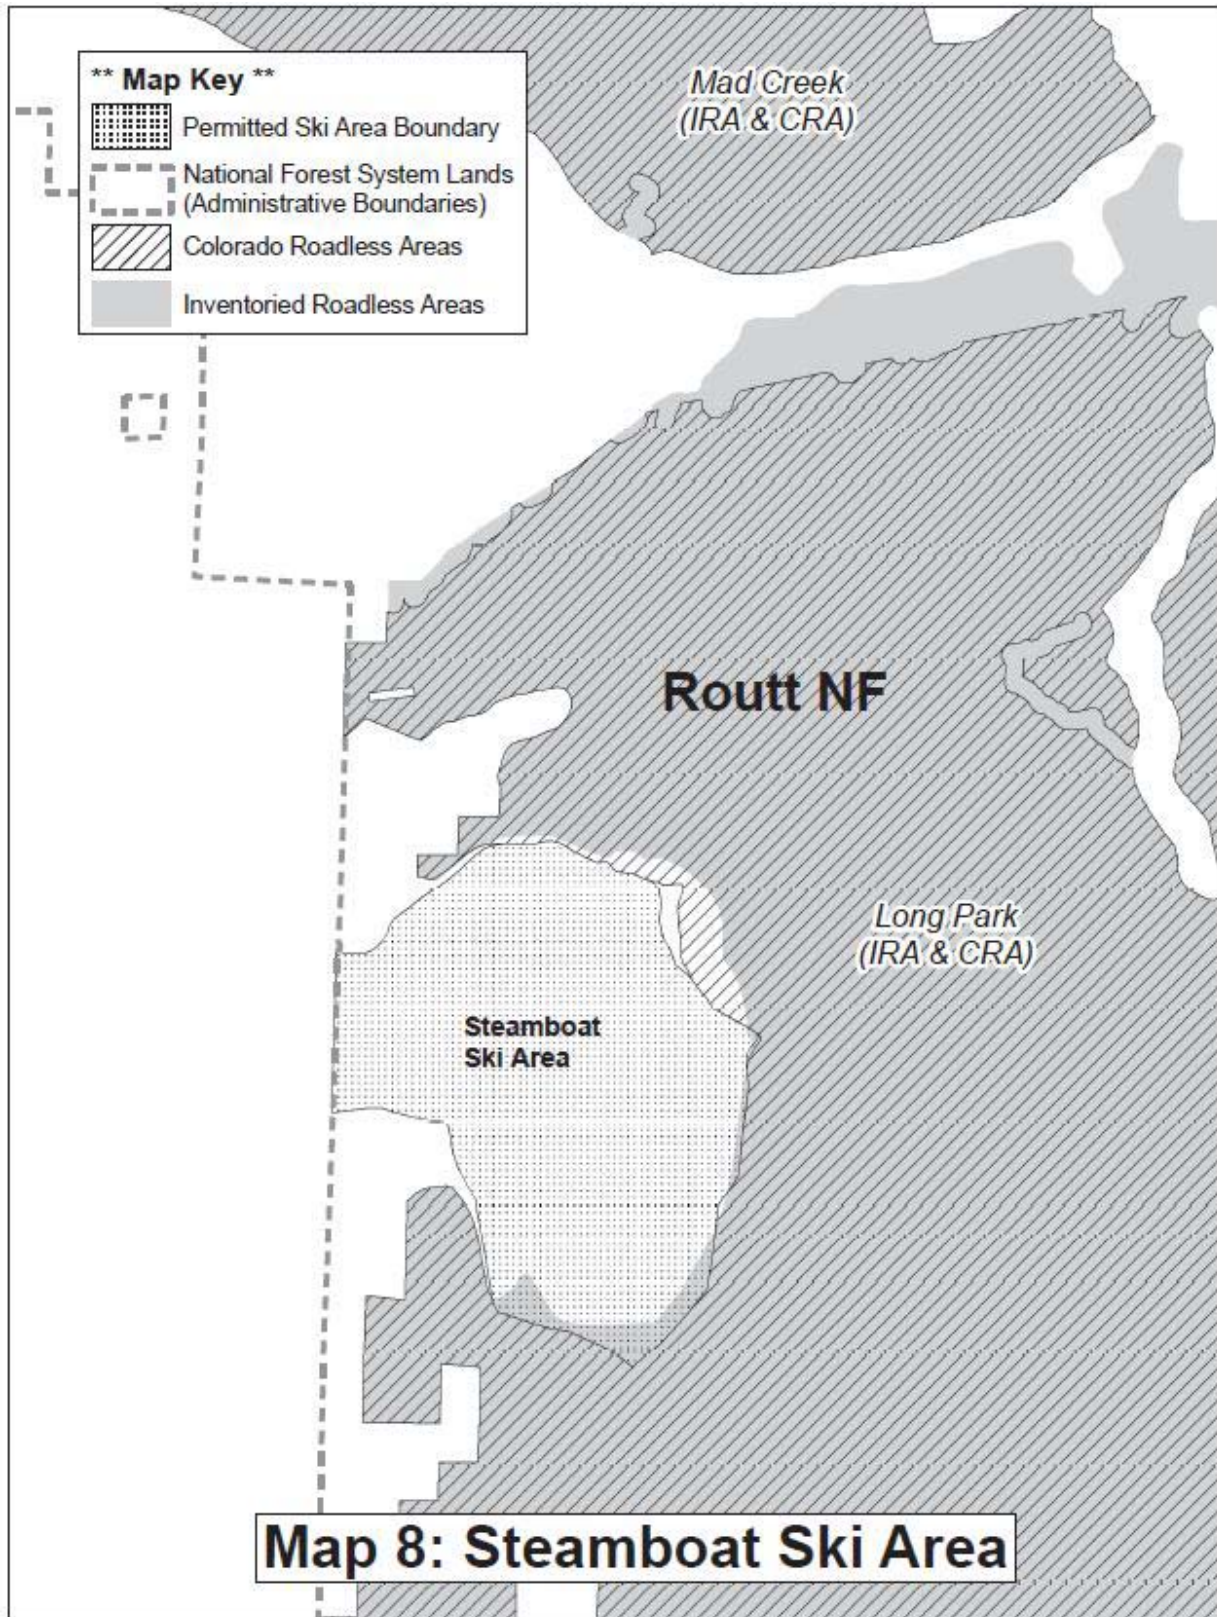 ** Map Key **
Permitted Ski Area Boundary
National Forest System Lands
(Administrative Boundaries)
Colorado Roadless Areas
Inventoried Roadless Areas
Mad Creek
(IRA & CRA)
Routt NF
Long Park
(IRA & CRA)
Steamboat
Ski Area
Map 8: Steamboat Ski Area